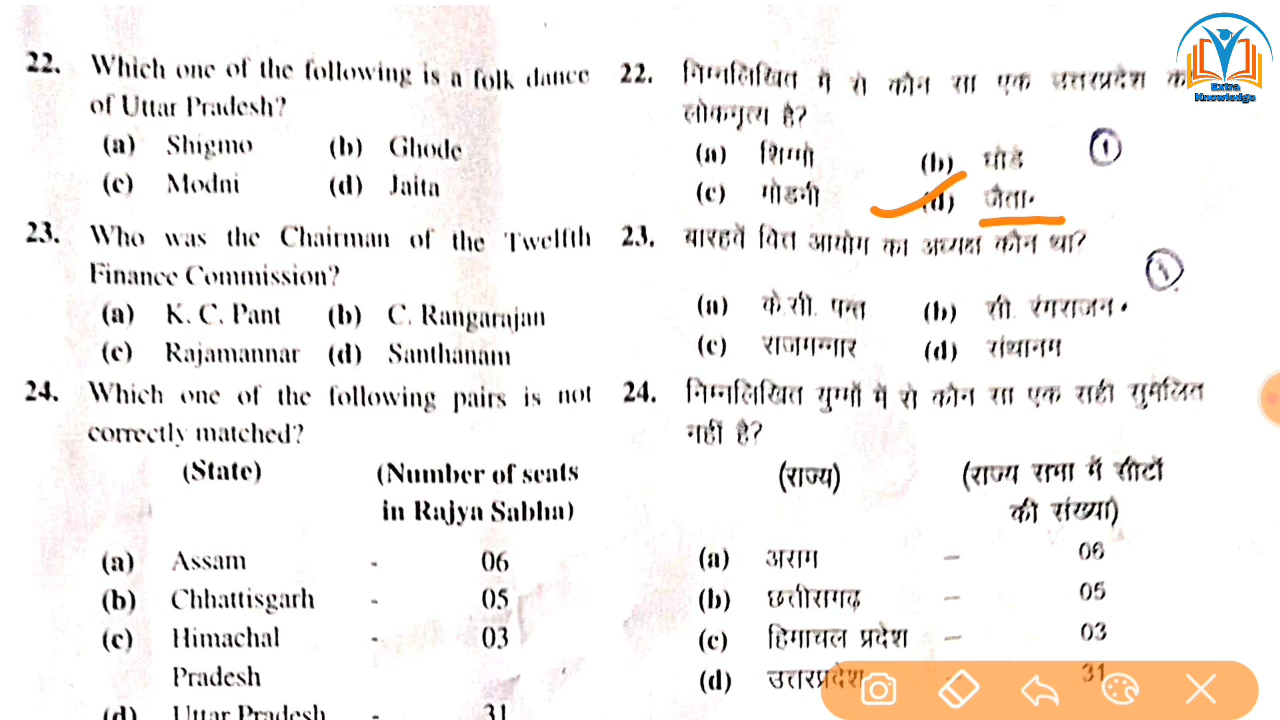 22. Which one of the following is a folk dance
of Uttar Pradesh?
(a) Shigmo (b) Ghode
(c) Modni (d) Jaita
23. Who was the Chairman of the Twelfth
Finance Commission?
(a) K. C. Pant (b) C. Rangarajan
(c) Rajamannar (d) Santhanam
24. Which one of the following pairs is not
correctly matched?
(State) (Number of seats
in Rajya Sabha)
(a) Assam - 06
(b) Chhattisgarh - 05
(c) Himachal - 03
Pradesh
(d) Uttar Pradesh - 31
22. निम्नलिखित में से कौन सा एक उत्तरप्रदेश का
लोकनृत्य है?
(a) शिग्मो (b) घोडे
(c) मोडनी (d) जैता
23. बारहवें वित्त आयोग का अध्यक्ष कौन था?
(a) के.सी. पन्त (b) सी. रंगराजन
(c) राजमन्नार (d) संथानम
24. निम्नलिखित युग्मों में से कौन सा एक सही सुमेलित
नहीं है?
(राज्य) (राज्य सभा में सीटों
की संख्या)
(a) असाम – 06
(b) छत्तीसगढ़ – 05
(c) हिमाचल प्रदेश – 03
(d) उत्तरप्रदेश - 31
Extra
Knowledge